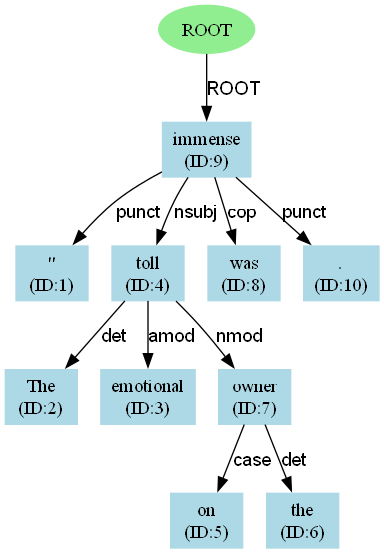 ROOT
ROOT
immense
(ID:9)
punct nsubj cop punct
" toll was .
(ID:1) (ID:4) (ID:8) (ID:10)
det amod nmod
The emotional owner
(ID:2) (ID:3) (ID:7)
case det
on the
(ID:5) (ID:6)